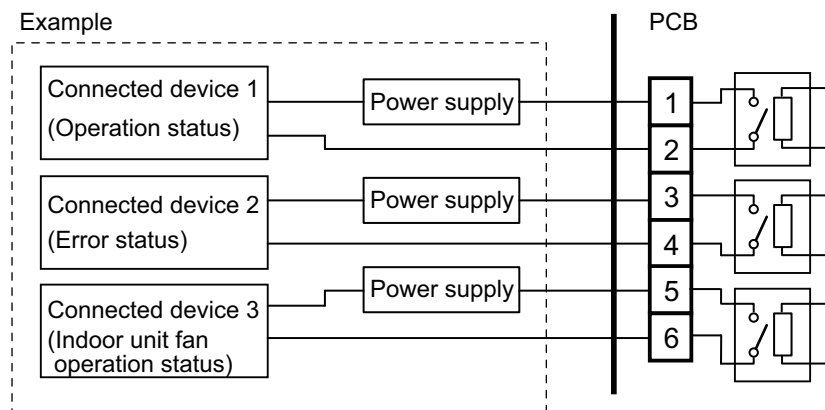 Example
PCB
Connected device 1
(Operation status)
Power supply
1
2
Connected device 2
(Error status)
Power supply
3
4
Connected device 3
(Indoor unit fan
operation status)
Power supply
5
6